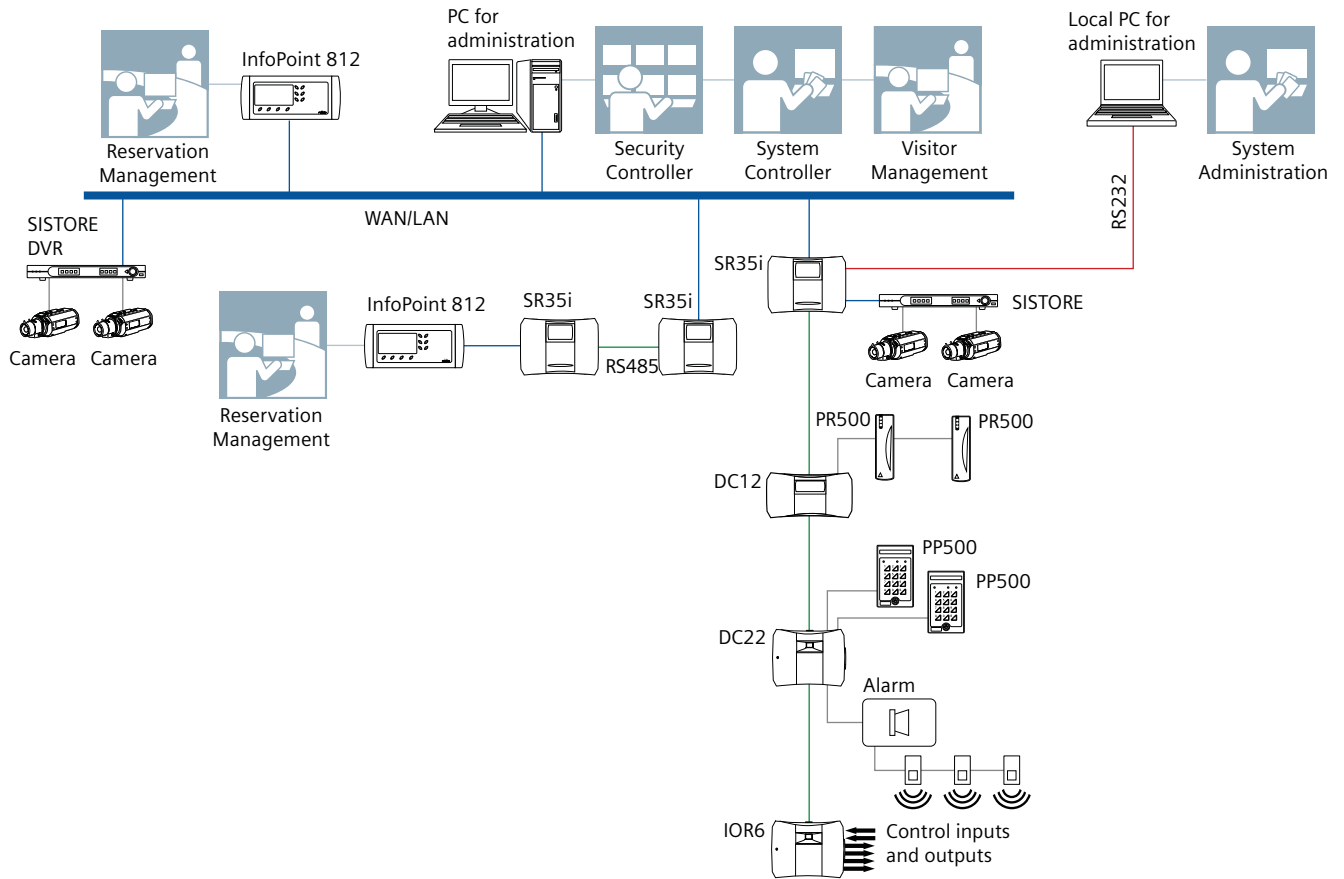 PC for
administration
Local PC for
administration
InfoPoint 812
Reservation
Management
Security
Controller
System
Controller
Visitor
Management
System
Administration
RS232
WAN/LAN
SISTORE
DVR
Camera
Camera
InfoPoint 812
SR35i
SR35i
RS485
Reservation
Management
SR35i
SISTORE
Camera
Camera
PR500
PR500
DC12
PP500
PP500
DC22
Alarm
IOR6
Control inputs
and outputs